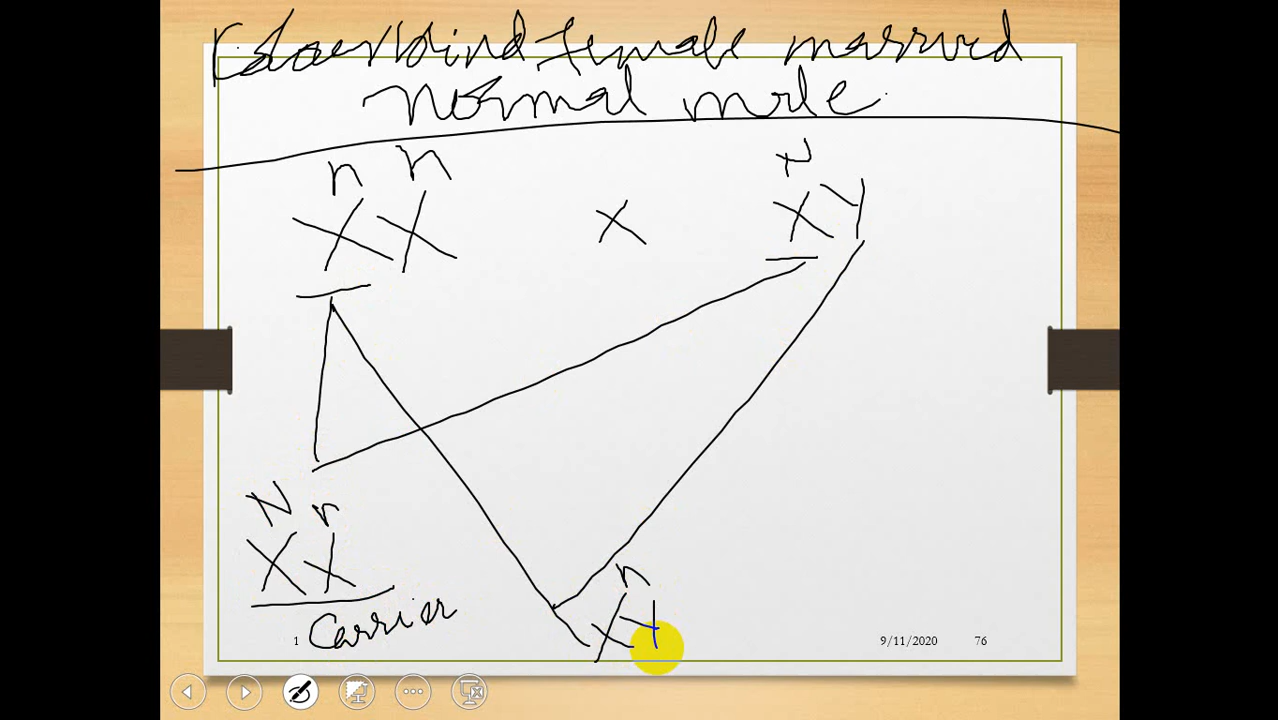 Colourblind female married
normal male
n n N
XX X XY
N n
XX
Carrier
n
XY
1 9/11/2020 76